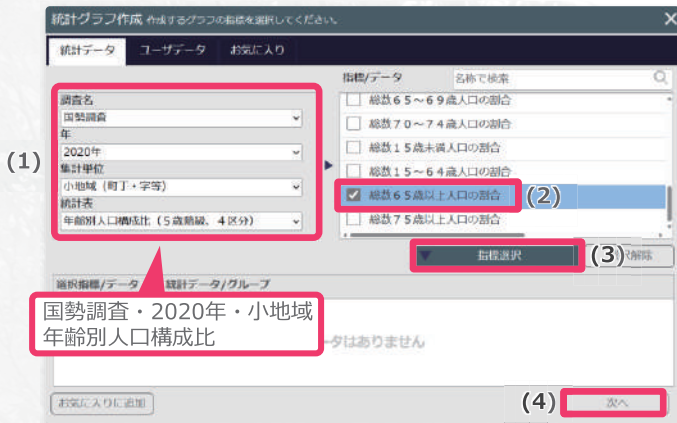 統計グラフ作成 作成するグラフの指標を選択してください。
統計データ ユーザデータ お気に入り
指標/データ 名称で検索
(1)
調査名
国勢調査
年
2020年
集計単位
小地域（町丁・字等）
統計表
年齢別人口構成比（５歳階級、４区分）
総数６５～６９歳人口の割合
総数７０～７４歳人口の割合
総数１５歳未満人口の割合
総数１５～６４歳人口の割合
総数６５歳以上人口の割合 (2)
総数７５歳以上人口の割合
指標選択 (3) 択解除
選択指標/データ 統計データ/グループ
国勢調査・2020年・小地域
年齢別人口構成比
ータはありません
お気に入りに追加 (4) 次へ